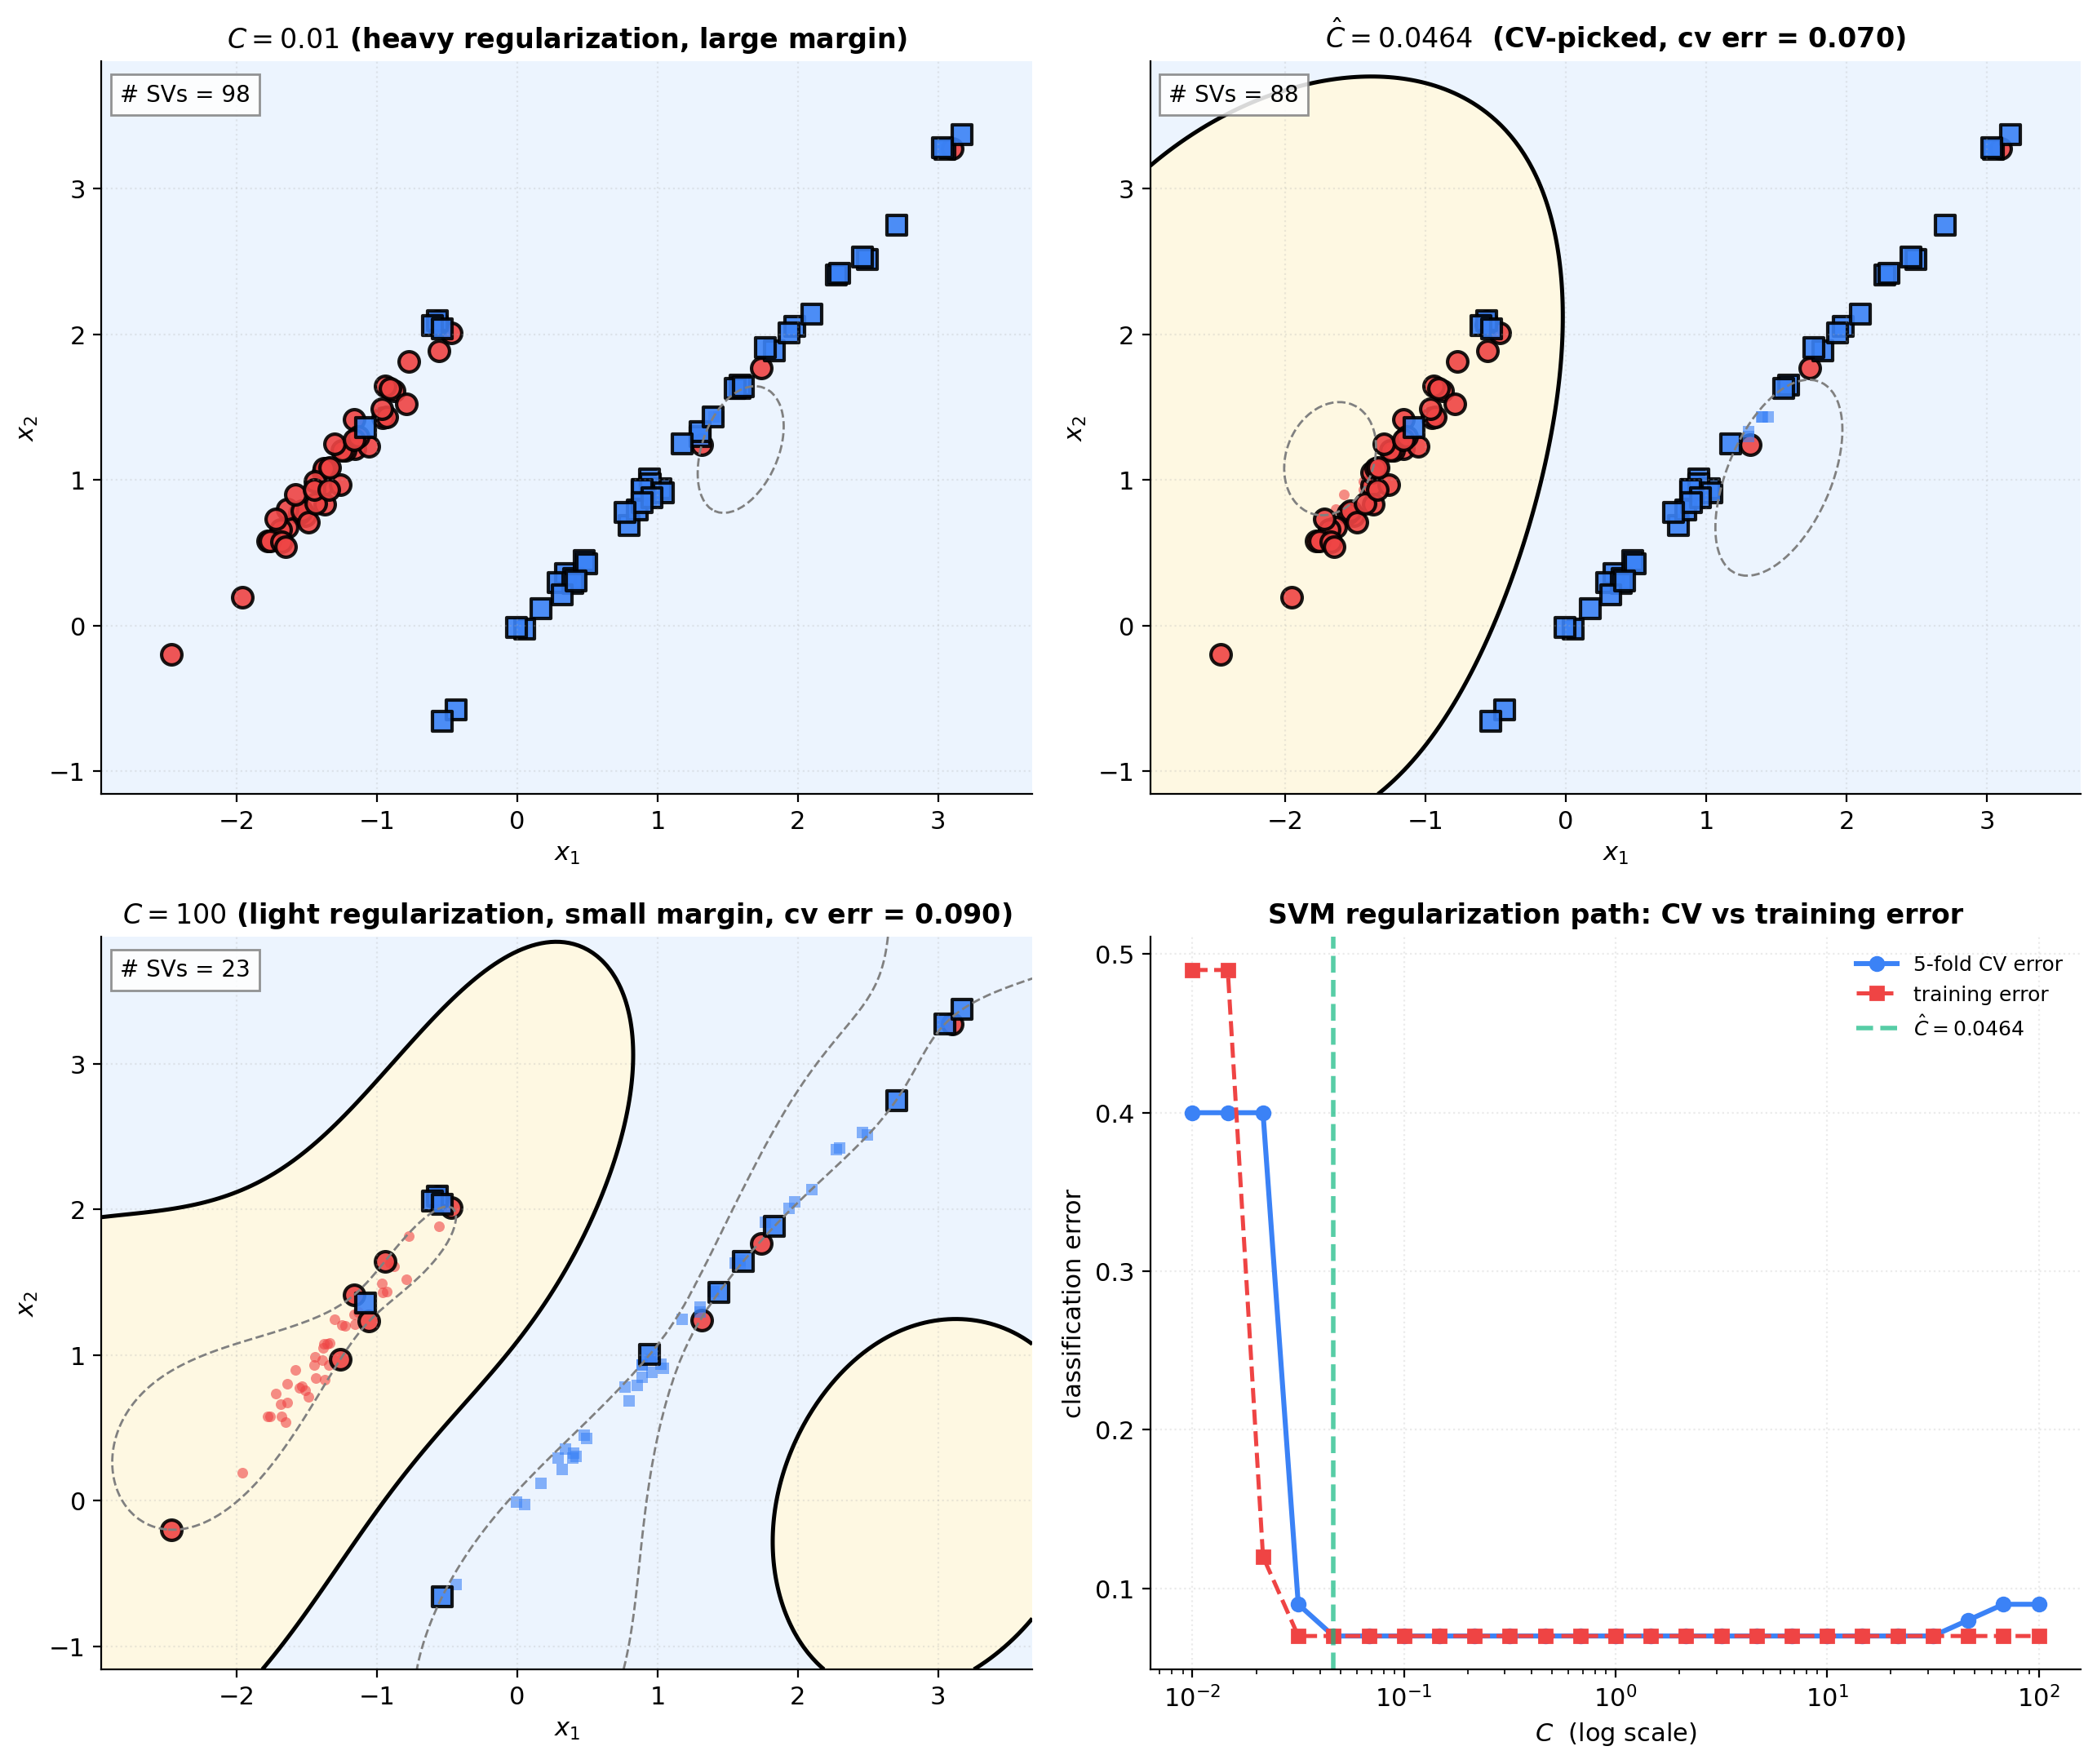 C = 0.01 (heavy regularization, large margin)
# SVs = 98
3
2
1
0
−1
x₂
−2 −1 0 1 2 3
x₁
Ĉ = 0.0464 (CV-picked, cv err = 0.070)
# SVs = 88
3
2
1
0
−1
x₂
−2 −1 0 1 2 3
x₁
C = 100 (light regularization, small margin, cv err = 0.090)
# SVs = 23
3
2
1
0
−1
x₂
−2 −1 0 1 2 3
x₁
SVM regularization path: CV vs training error
5-fold CV error
training error
Ĉ = 0.0464
0.5
0.4
0.3
0.2
0.1
classification error
10⁻² 10⁻¹ 10⁰ 10¹ 10²
C (log scale)